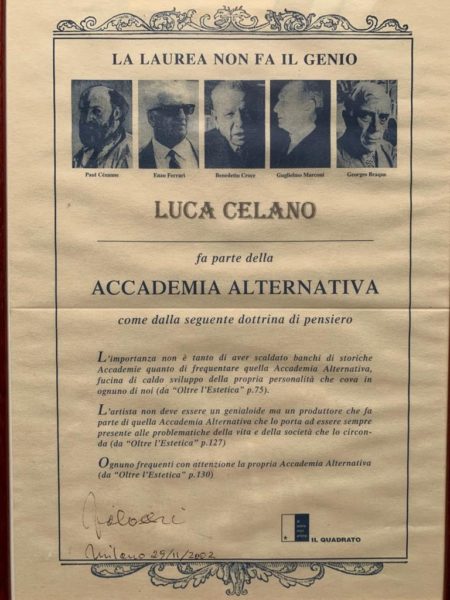 LA LAUREA NON FA IL GENIO
Paul Cézanne Enzo Ferrari Benedetto Croce Guglielmo Marconi Georges Braque
LUCA CELANO
fa parte della
ACCADEMIA ALTERNATIVA
come dalla seguente dottrina di pensiero
L'importanza non è tanto di aver scaldato banchi di storiche
Accademie quanto di frequentare quella Accademia Alternativa,
fucina di caldo sviluppo della propria personalità che cova in
ognuno di noi (da "Oltre l'Estetica" p.75).
L'artista non deve essere un genialoide ma un produttore che fa
parte di quella Accademia Alternativa che lo porta ad essere sempre
presente alle problematiche della vita e della società che lo circon-
da (da "Oltre l'Estetica" p.127)
Ognuno frequenti con attenzione la propria Accademia Alternativa
(da "Oltre l'Estetica" p.130)
IL QUADRATO
Milano 29/11/2002